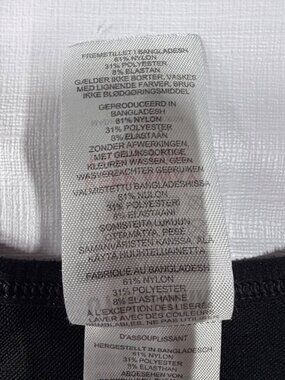 FREMSTILLET I BANGLADESH
61% NYLON
31% POLYESTER
8% ELASTAN
GÆLDER IKKE BORTER, VASKES
MED LIGNENDE FARVER, BRUG
IKKE BLØDGØRINGSMIDDEL
GEPRODUCEERD IN
BANGLADESH
61% NYLON
31% POLYESTER
8% ELASTAAN
ZONDER AFWERKINGEN,
MET GELIJKSOORTIGE
KLEUREN WASSEN, GEEN
WASVERZACHTER GEBRUIKEN
VALMISTETTU BANGLADESHISSA
61% NYLON
31% POLYESTERI
8% ELASTAANI
SOMISTEITA LUKUUN
OTTAMATTA, PESE
SAMANVÄRISTEN KANSSA, ÄLÄ
KÄYTÄ HUUHTELUAINETTA
FABRIQUÉ AU BANGLADESH
61% NYLON
31% POLYESTER
8% ÉLASTHANNE
À L'EXCEPTION DES LISERÉS
LAVER AVEC DES COULEURS
SEMBLABLES, NE PAS UTILISER
D'ASSOUPLISSANT
HERGESTELLT IN BANGLADESCH
61% NYLON
31% POLYESTER
8% ELASTAN
ABGESEHEN VON